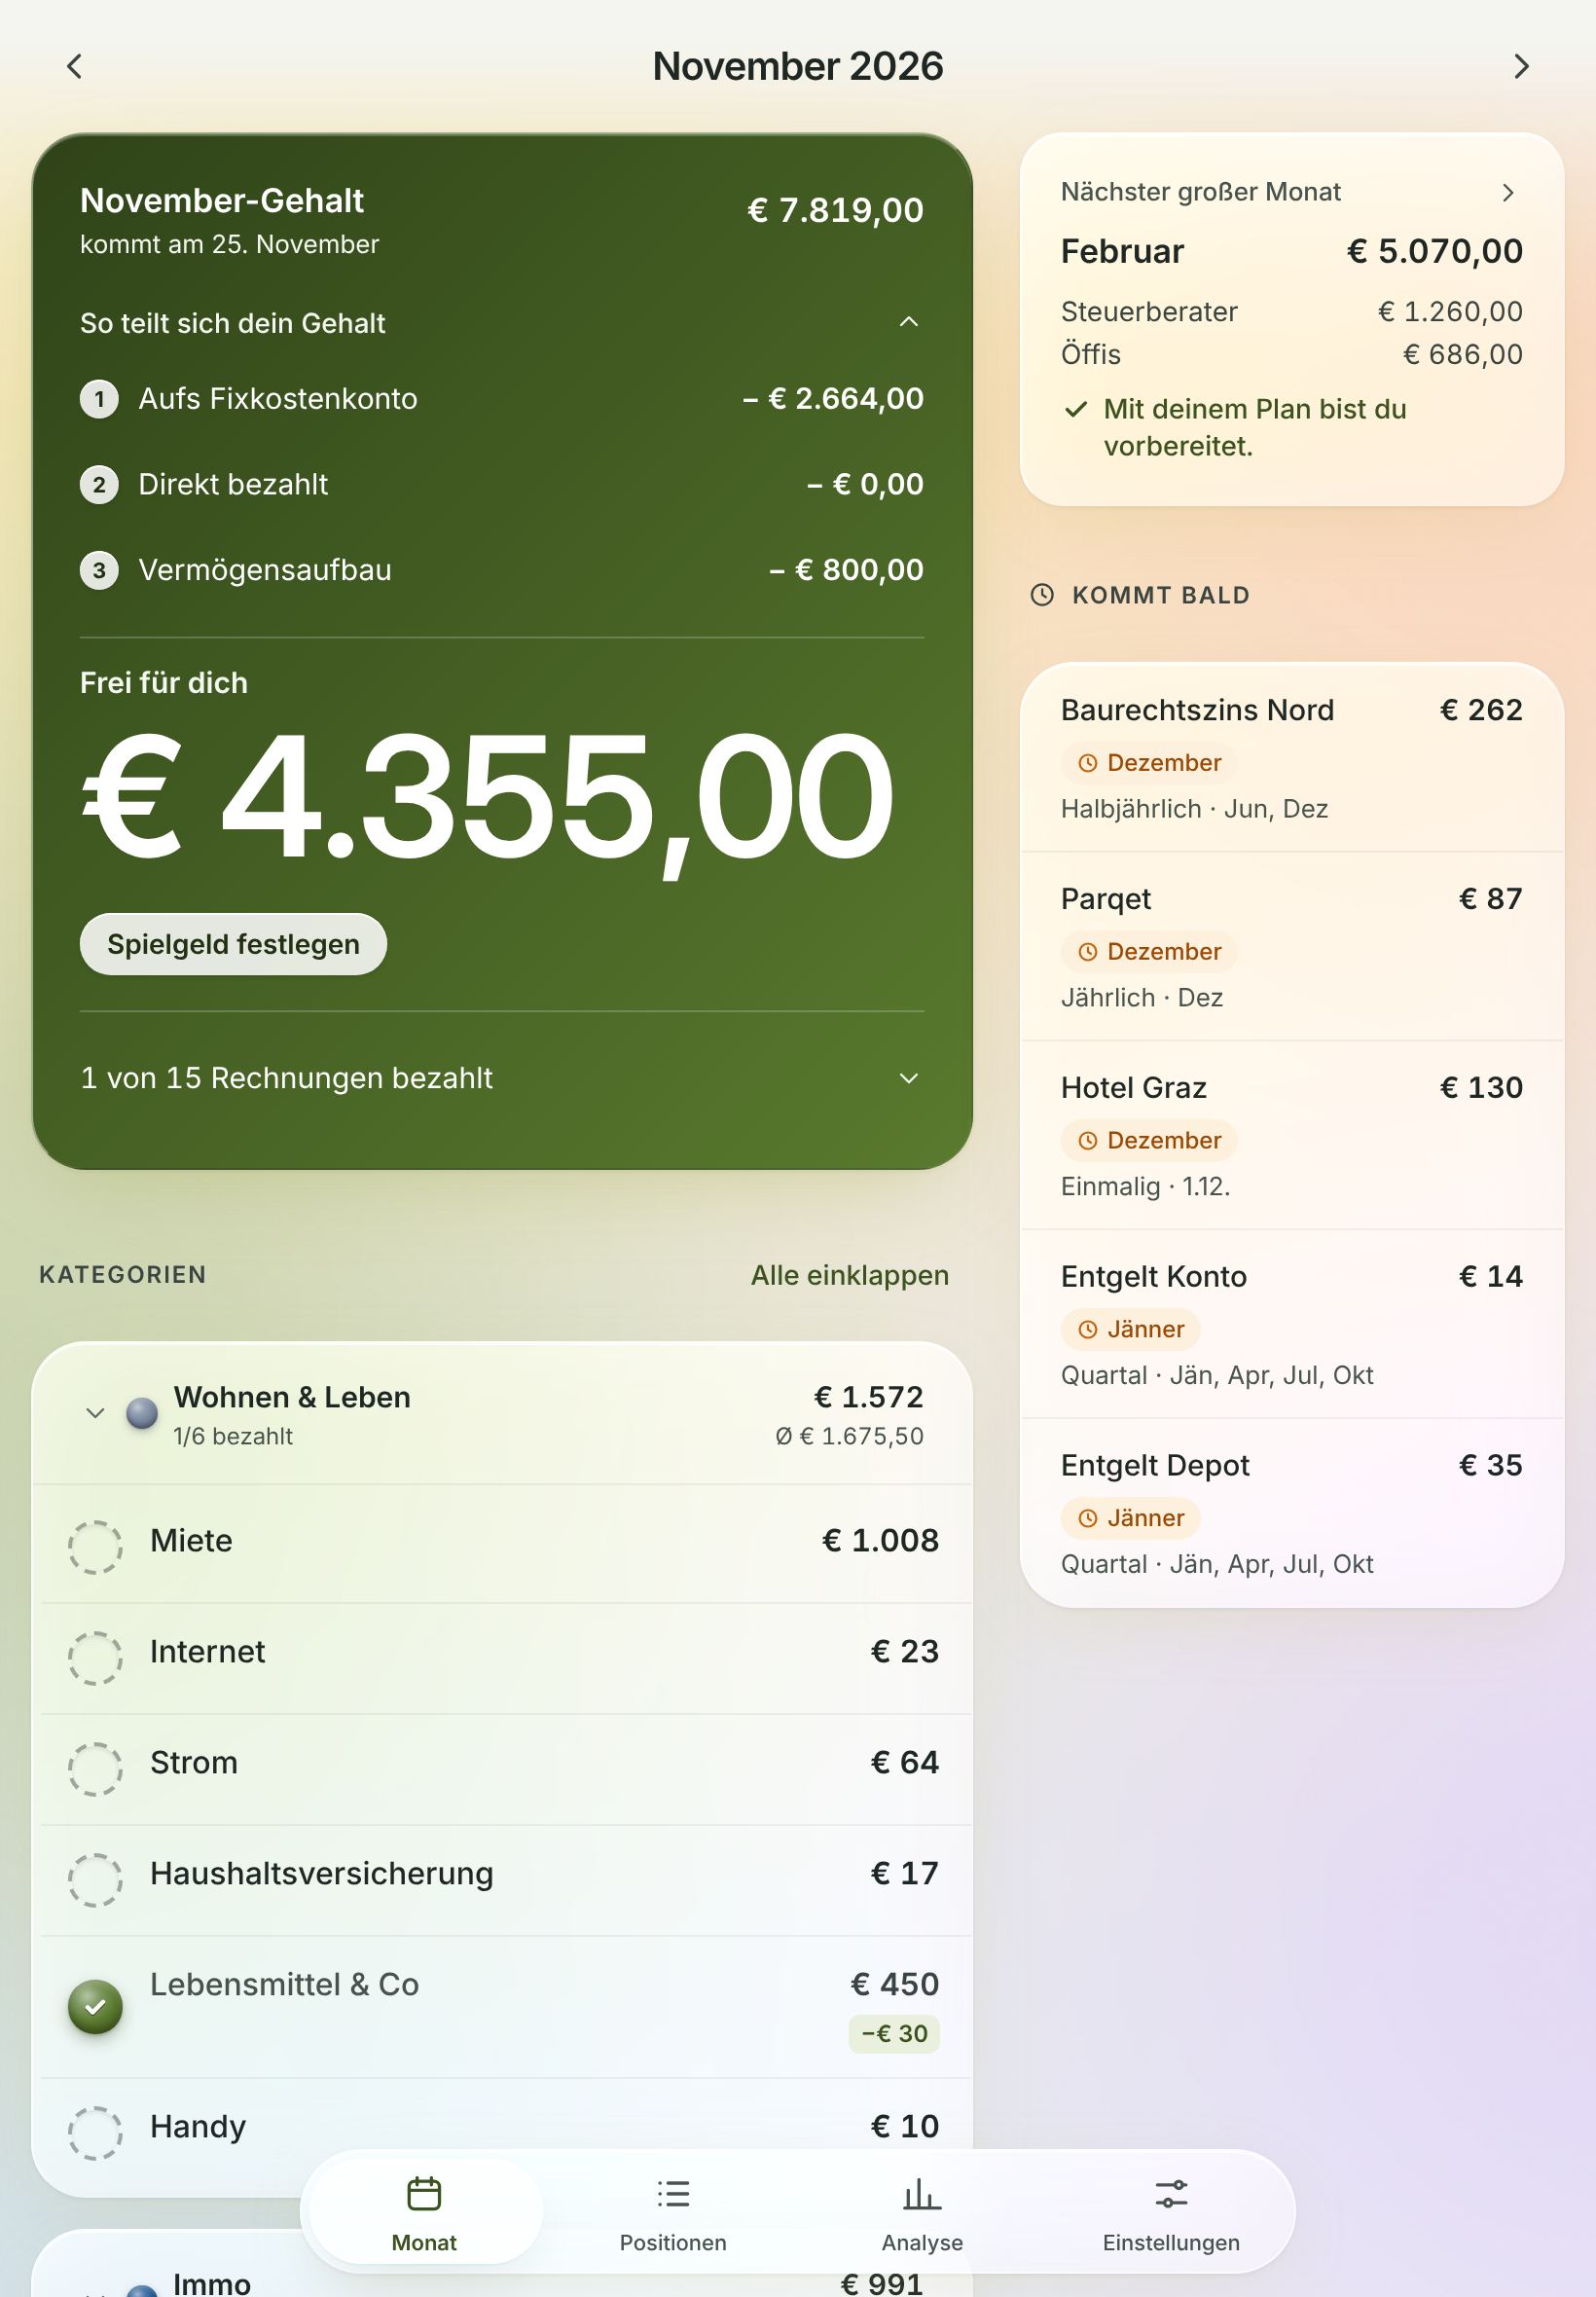 November 2026
November-Gehalt
€ 7.819,00
kommt am 25. November
So teilt sich dein Gehalt
1 Aufs Fixkostenkonto – € 2.664,00
2 Direkt bezahlt – € 0,00
3 Vermögensaufbau – € 800,00
Frei für dich
€ 4.355,00
Spielgeld festlegen
1 von 15 Rechnungen bezahlt
KATEGORIEN Alle einklappen
Wohnen & Leben € 1.572
1/6 bezahlt Ø € 1.675,50
Miete € 1.008
Internet € 23
Strom € 64
Haushaltsversicherung € 17
Lebensmittel & Co € 450
–€ 30
Handy € 10
Immo € 991
Nächster großer Monat
Februar € 5.070,00
Steuerberater € 1.260,00
Öffis € 686,00
Mit deinem Plan bist du
vorbereitet.
KOMMT BALD
Baurechtszins Nord € 262
Dezember
Halbjährlich · Jun, Dez
Parqet € 87
Dezember
Jährlich · Dez
Hotel Graz € 130
Dezember
Einmalig · 1.12.
Entgelt Konto € 14
Jänner
Quartal · Jän, Apr, Jul, Okt
Entgelt Depot € 35
Jänner
Quartal · Jän, Apr, Jul, Okt
Monat Positionen Analyse Einstellungen